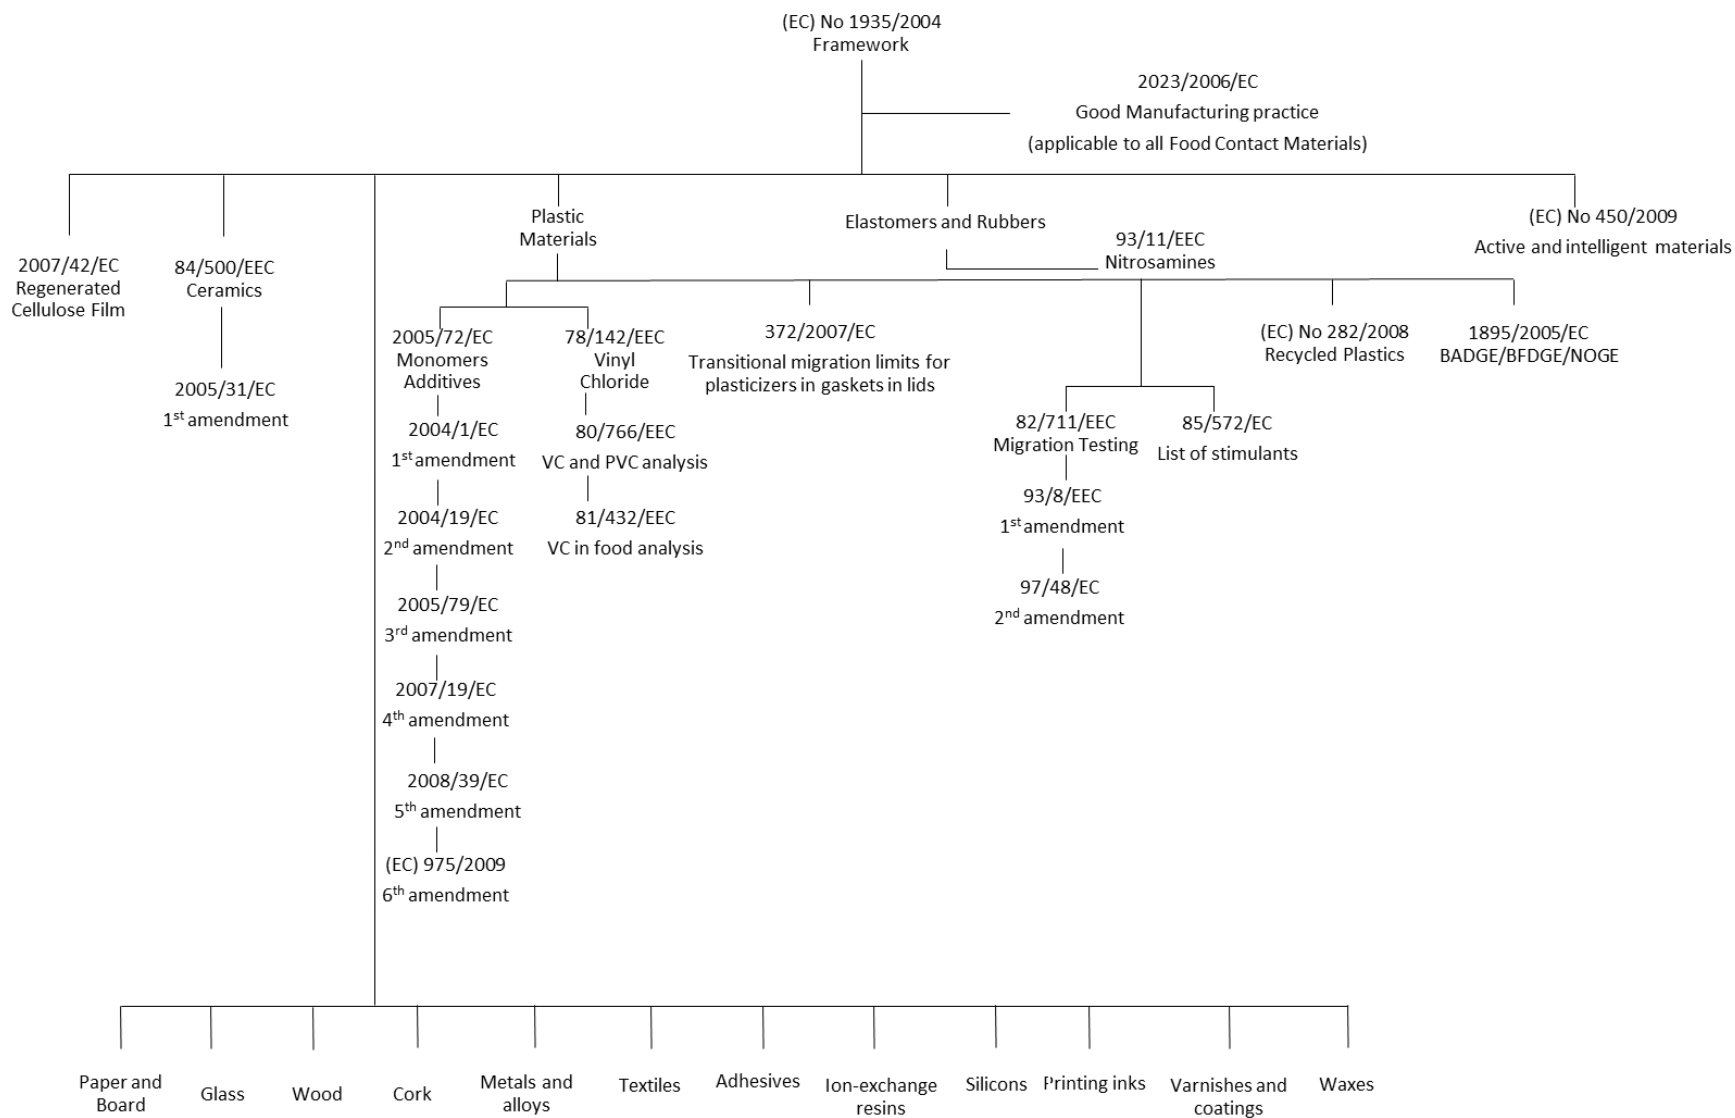 (EC) No 1935/2004
Framework
2023/2006/EC
Good Manufacturing practice
(applicable to all Food Contact Materials)
2007/42/EC
Regenerated
Cellulose Film
84/500/EEC
Ceramics
2005/31/EC
1st amendment
Plastic
Materials
Elastomers and Rubbers
93/11/EEC
Nitrosamines
(EC) No 450/2009
Active and intelligent materials
2005/72/EC
Monomers
Additives
2004/1/EC
1st amendment
2004/19/EC
2nd amendment
2005/79/EC
3rd amendment
2007/19/EC
4th amendment
2008/39/EC
5th amendment
(EC) 975/2009
6th amendment
78/142/EEC
Vinyl
Chloride
80/766/EEC
VC and PVC analysis
81/432/EEC
VC in food analysis
372/2007/EC
Transitional migration limits for
plasticizers in gaskets in lids
82/711/EEC
Migration Testing
93/8/EEC
1st amendment
97/48/EC
2nd amendment
85/572/EC
List of stimulants
(EC) No 282/2008
Recycled Plastics
1895/2005/EC
BADGE/BFDGE/NOGE
Paper and
Board
Glass
Wood
Cork
Metals and
alloys
Textiles
Adhesives
Ion-exchange
resins
Silicons
Printing inks
Varnishes and
coatings
Waxes